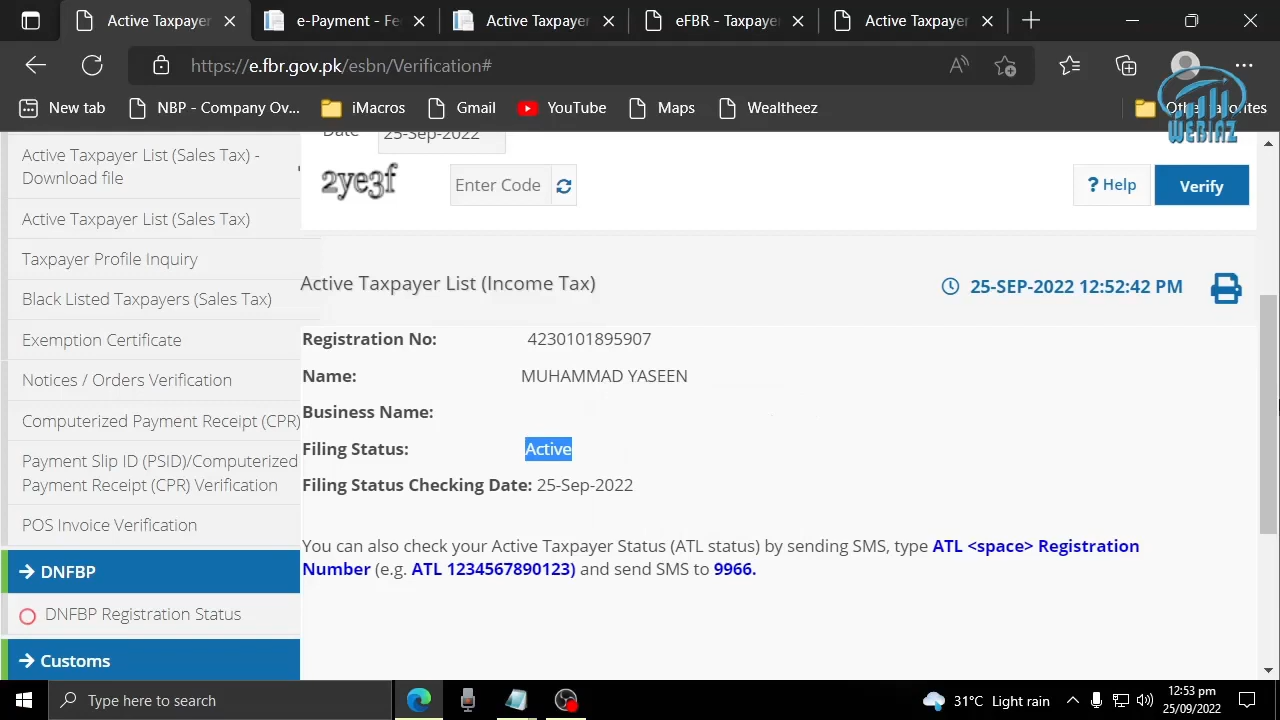 Active Taxpayer
e-Payment - Fe
Active Taxpayer
eFBR - Taxpaye
Active Taxpayer
https://e.fbr.gov.pk/esbn/Verification#
New tab
NBP - Company Ov...
iMacros
Gmail
YouTube
Maps
Wealtheez
Other favorites
WEBIAZ
Date
25-Sep-2022
Active Taxpayer List (Sales Tax) -
Download file
2ye3f
Enter Code
? Help
Verify
Active Taxpayer List (Sales Tax)
Taxpayer Profile Inquiry
Black Listed Taxpayers (Sales Tax)
Exemption Certificate
Notices / Orders Verification
Computerized Payment Receipt (CPR)
Payment Slip ID (PSID)/Computerized
Payment Receipt (CPR) Verification
POS Invoice Verification
DNFBP
DNFBP Registration Status
Customs
Active Taxpayer List (Income Tax)
25-SEP-2022 12:52:42 PM
Registration No: 4230101895907
Name: MUHAMMAD YASEEN
Business Name:
Filing Status: Active
Filing Status Checking Date: 25-Sep-2022
You can also check your Active Taxpayer Status (ATL status) by sending SMS, type ATL <space> Registration
Number (e.g. ATL 1234567890123) and send SMS to 9966.
Type here to search
31°C Light rain
12:53 pm
25/09/2022